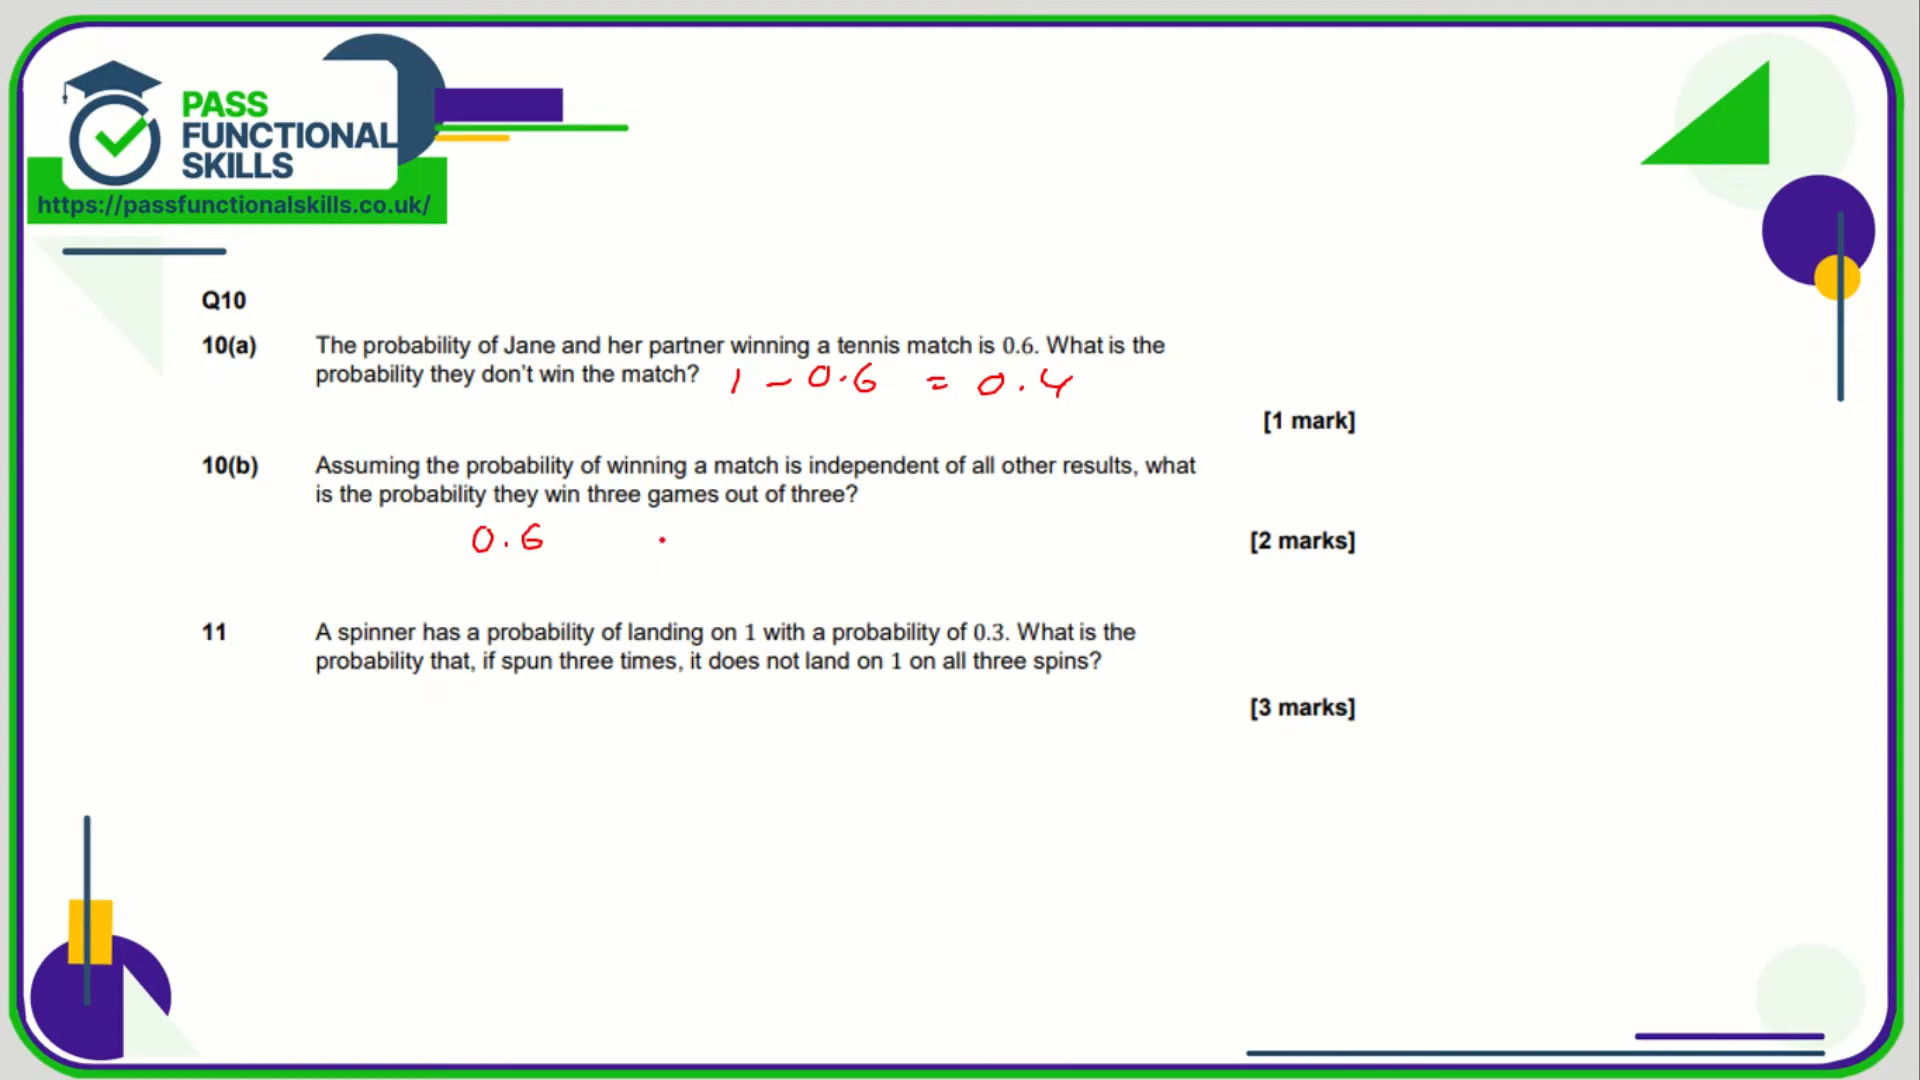 PASS
FUNCTIONAL
SKILLS
https://passfunctionalskills.co.uk/
Q10
10(a) The probability of Jane and her partner winning a tennis match is 0.6. What is the
probability they don't win the match? 1 - 0.6 = 0.4
[1 mark]
10(b) Assuming the probability of winning a match is independent of all other results, what
is the probability they win three games out of three?
0.6 .
[2 marks]
11 A spinner has a probability of landing on 1 with a probability of 0.3. What is the
probability that, if spun three times, it does not land on 1 on all three spins?
[3 marks]